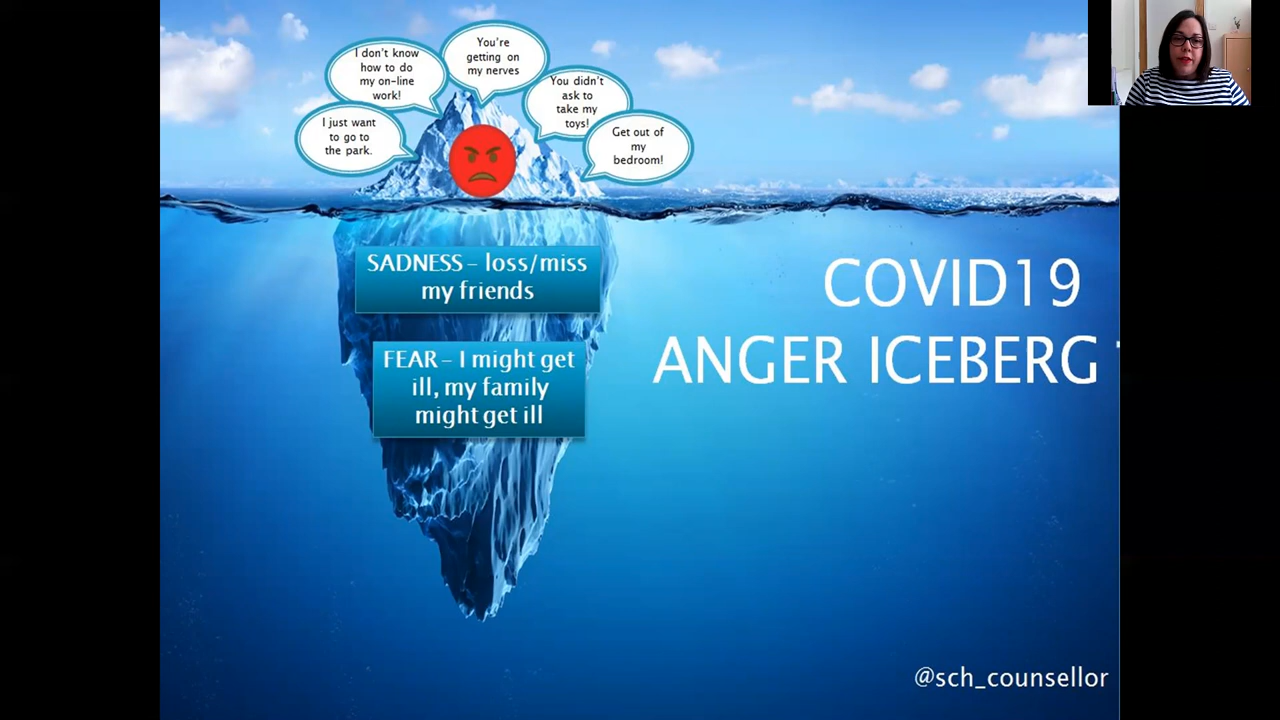 I just want
to go to
the park.
I don't know
how to do
my on-line
work!
You're
getting on
my nerves
You didn't
ask to
take my
toys!
Get out of
my
bedroom!
SADNESS – loss/miss
my friends
FEAR – I might get
ill, my family
might get ill
COVID19
ANGER ICEBERG
@sch_counsellor